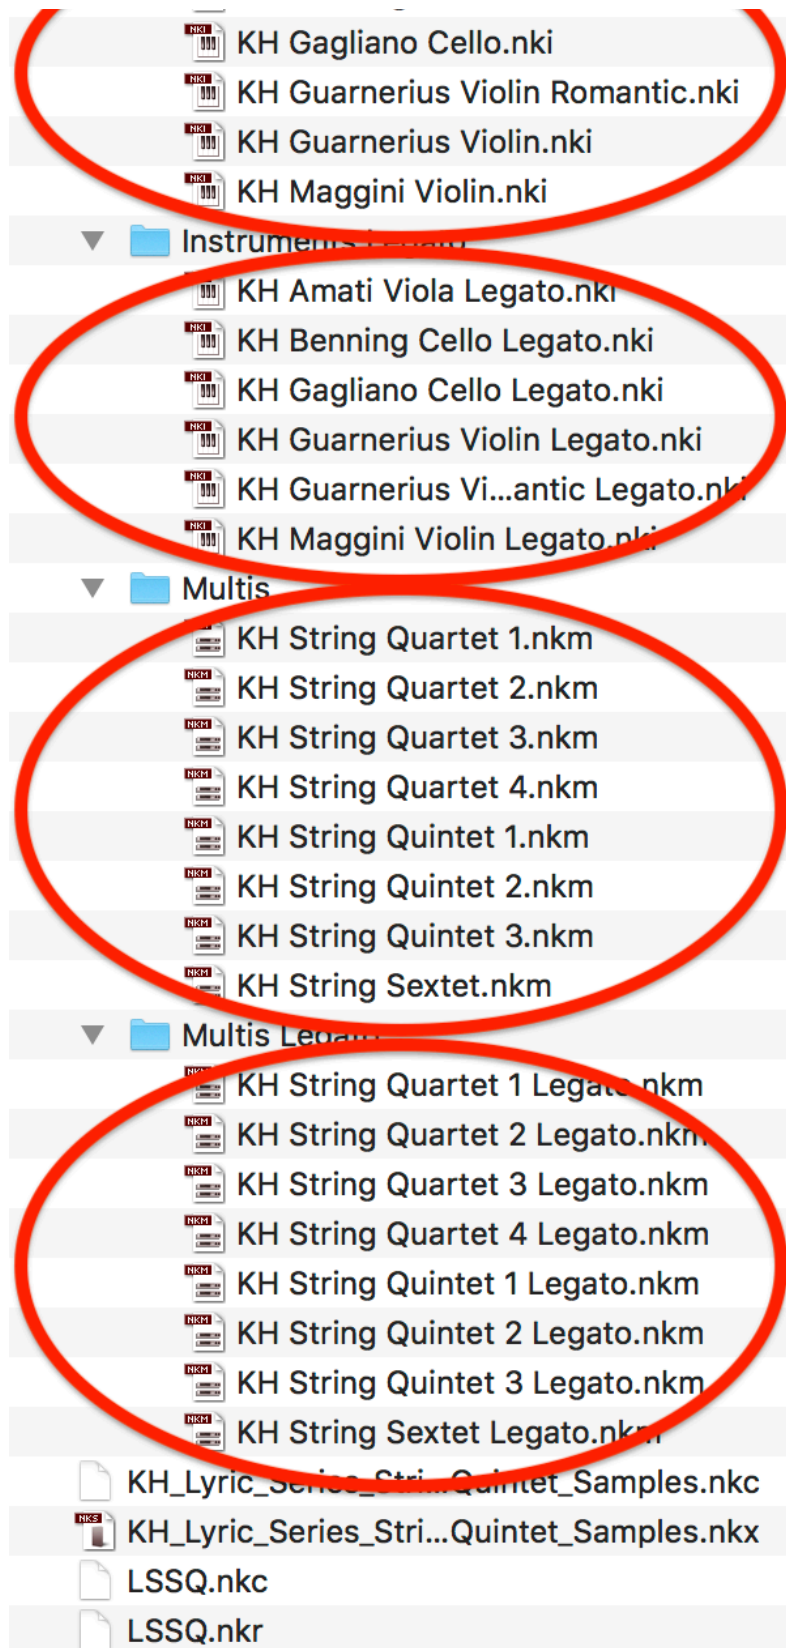 KH Gagliano Cello.nki
KH Guarnerius Violin Romantic.nki
KH Guarnerius Violin.nki
KH Maggini Violin.nki
Instruments Legato
KH Amati Viola Legato.nki
KH Benning Cello Legato.nki
KH Gagliano Cello Legato.nki
KH Guarnerius Violin Legato.nki
KH Guarnerius Vi...antic Legato.nki
KH Maggini Violin Legato.nki
Multis
KH String Quartet 1.nkm
KH String Quartet 2.nkm
KH String Quartet 3.nkm
KH String Quartet 4.nkm
KH String Quintet 1.nkm
KH String Quintet 2.nkm
KH String Quintet 3.nkm
KH String Sextet.nkm
Multis Legato
KH String Quartet 1 Legato.nkm
KH String Quartet 2 Legato.nkm
KH String Quartet 3 Legato.nkm
KH String Quartet 4 Legato.nkm
KH String Quintet 1 Legato.nkm
KH String Quintet 2 Legato.nkm
KH String Quintet 3 Legato.nkm
KH String Sextet Legato.nkm
KH_Lyric_Series_Stri...Quintet_Samples.nkc
NKS KH_Lyric_Series_Stri...Quintet_Samples.nkx
LSSQ.nkc
LSSQ.nkr